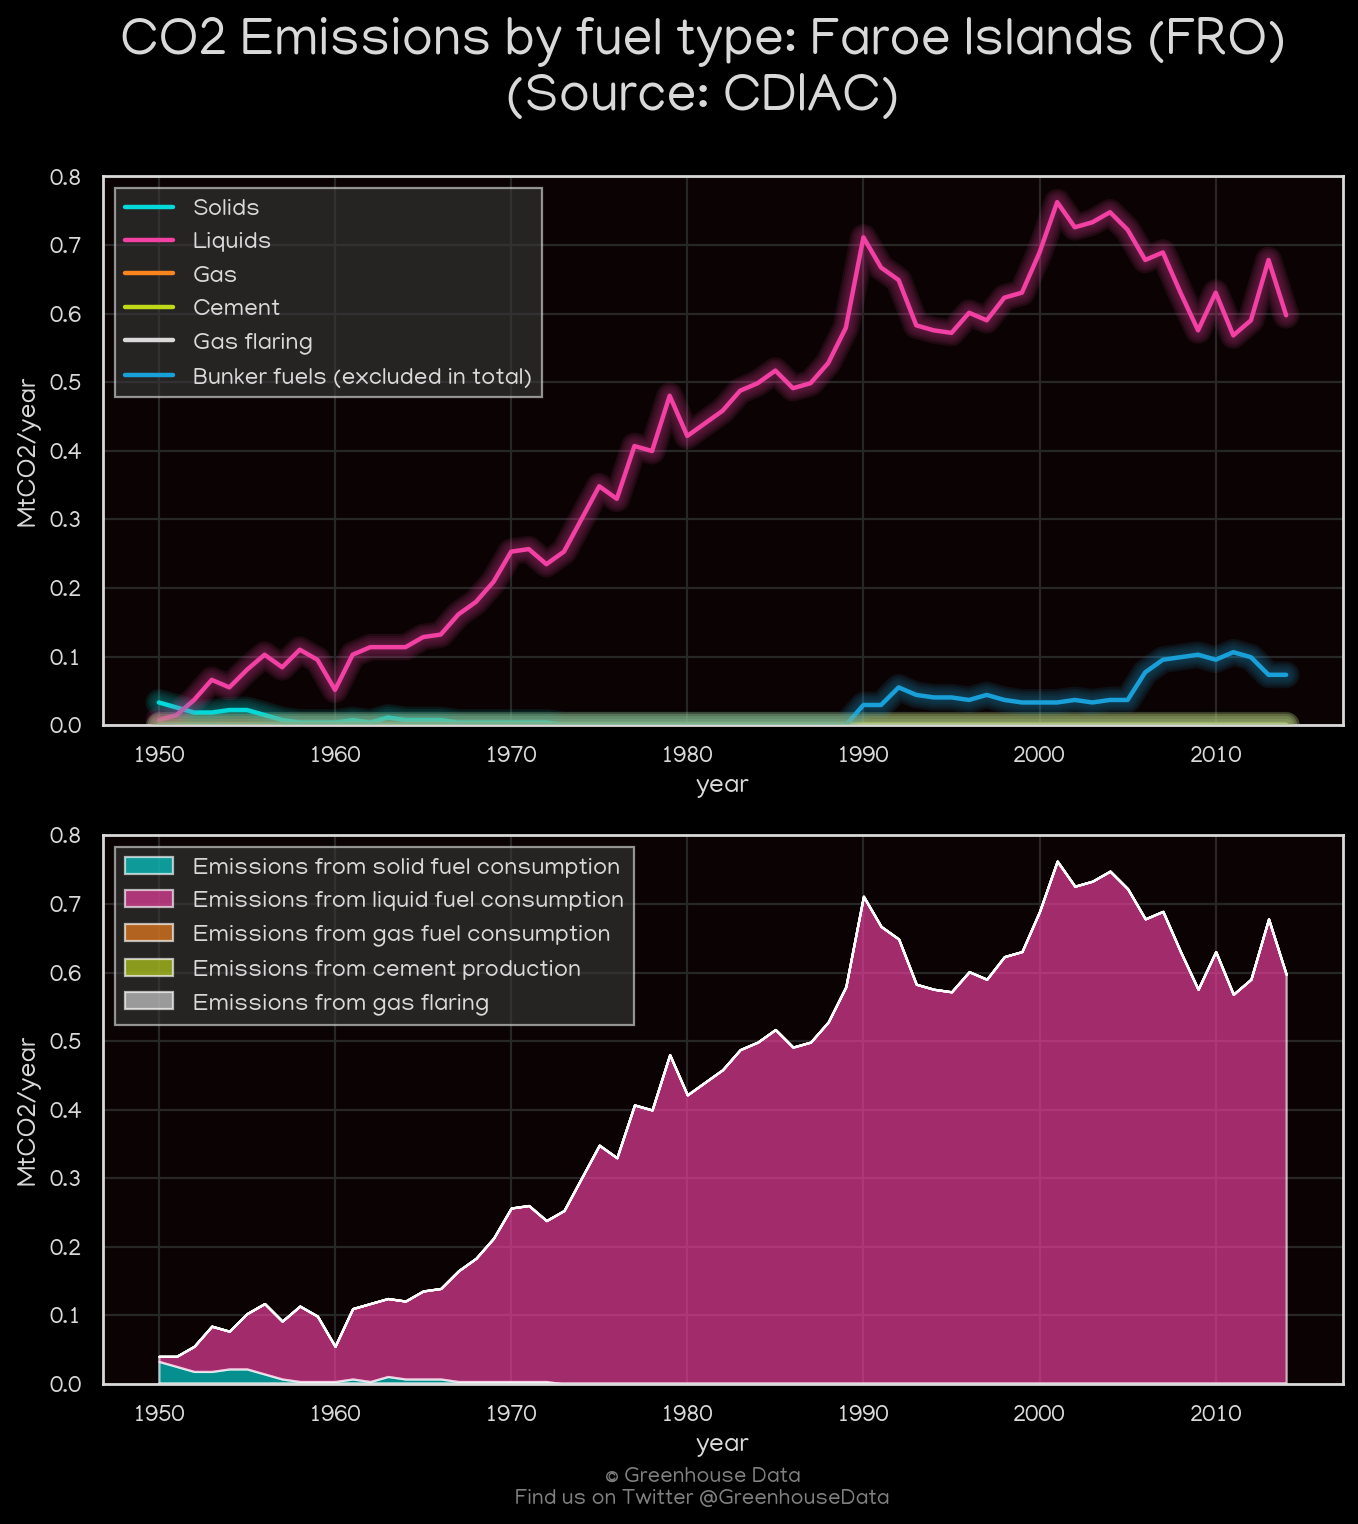 CO2 Emissions by fuel type: Faroe Islands (FRO)
(Source: CDIAC)
0.8
0.7
0.6
0.5
0.4
0.3
0.2
0.1
0.0
MtCO2/year
Solids
Liquids
Gas
Cement
Gas flaring
Bunker fuels (excluded in total)
1950 1960 1970 1980 1990 2000 2010
year
0.8
0.7
0.6
0.5
0.4
0.3
0.2
0.1
0.0
MtCO2/year
Emissions from solid fuel consumption
Emissions from liquid fuel consumption
Emissions from gas fuel consumption
Emissions from cement production
Emissions from gas flaring
1950 1960 1970 1980 1990 2000 2010
year
© Greenhouse Data
Find us on Twitter @GreenhouseData